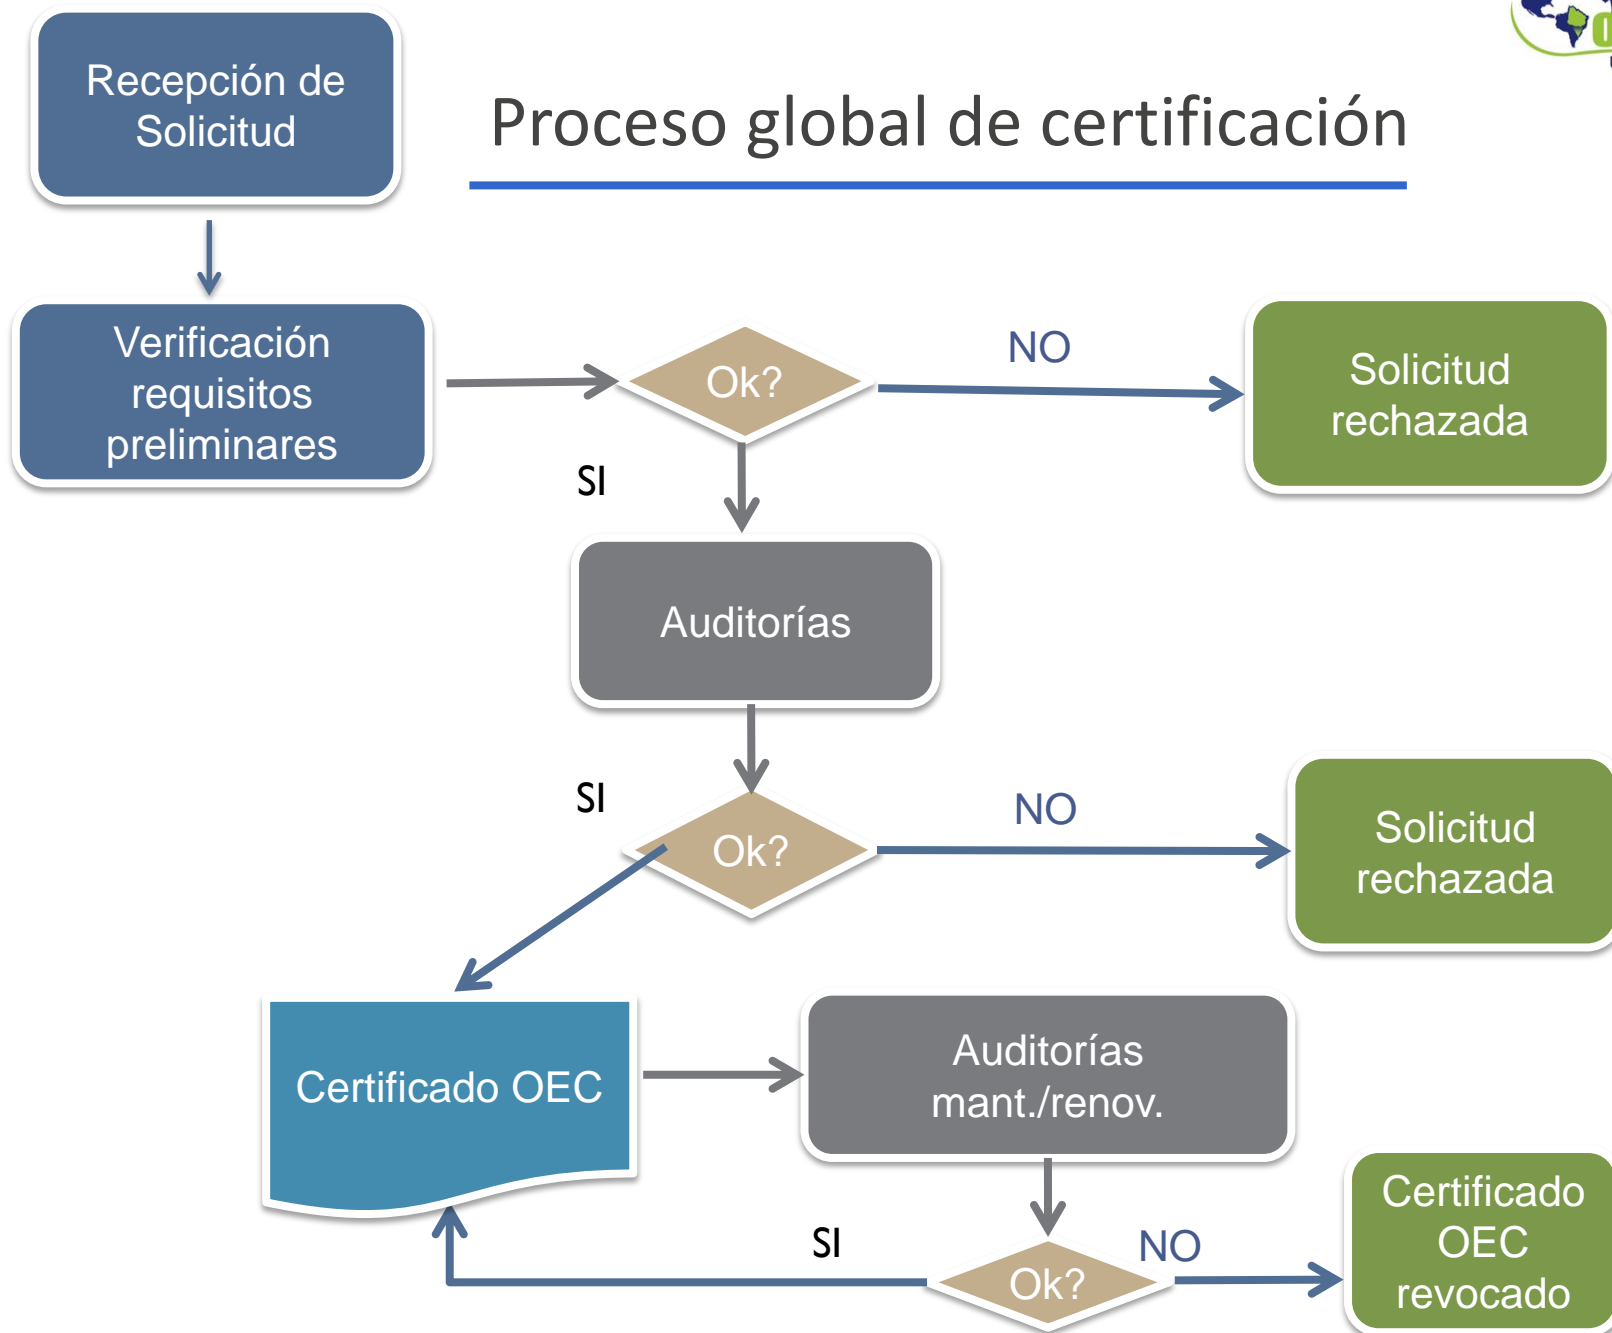 Recepción de
Solicitud
Proceso global de certificación
Verificación
requisitos
preliminares
Ok?
NO
Solicitud
rechazada
SI
Auditorías
SI
Ok?
NO
Solicitud
rechazada
Certificado OEC
Auditorías
mant./renov.
SI
Ok?
NO
Certificado
OEC
revocado